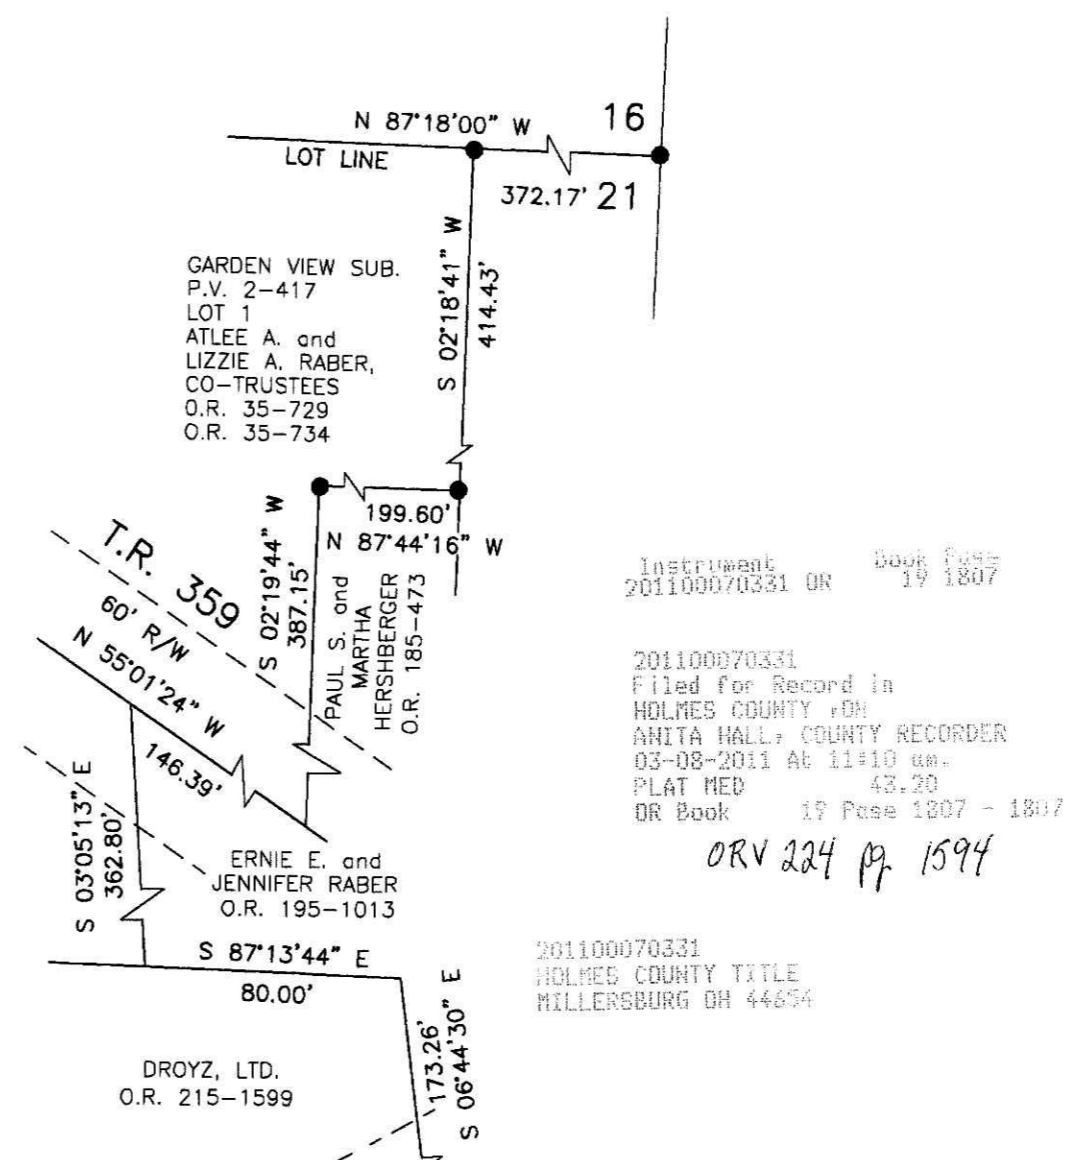 N 87°18'00" W
16
LOT LINE
372.17' 21
S 02°18'41" W
414.43'
GARDEN VIEW SUB.
P.V. 2-417
LOT 1
ATLEE A. and
LIZZIE A. RABER,
CO-TRUSTEES
O.R. 35-729
O.R. 35-734
199.60'
N 87°44'16" W
S 02°19'44" W
387.15'
PAUL S. and
MARTHA
HERSHBERGER
O.R. 185-473
T.R. 359
60' R/W
N 55°01'24" W
146.39'
S 03°05'13" E
362.80'
ERNIE E. and
JENNIFER RABER
O.R. 195-1013
S 87°13'44" E
80.00'
173.26'
S 06°44'30" E
DROYZ, LTD.
O.R. 215-1599
Instrument Book Page
201100070331 OR 19 1807
201100070331
Filed for Record in
HOLMES COUNTY ,OH
ANITA HALL, COUNTY RECORDER
03-08-2011 At 11:10 am.
PLAT MED 43.20
OR Book 19 Page 1807 - 1807
ORV 224 pg. 1594
201100070331
HOLMES COUNTY TITLE
MILLERSBURG OH 44654